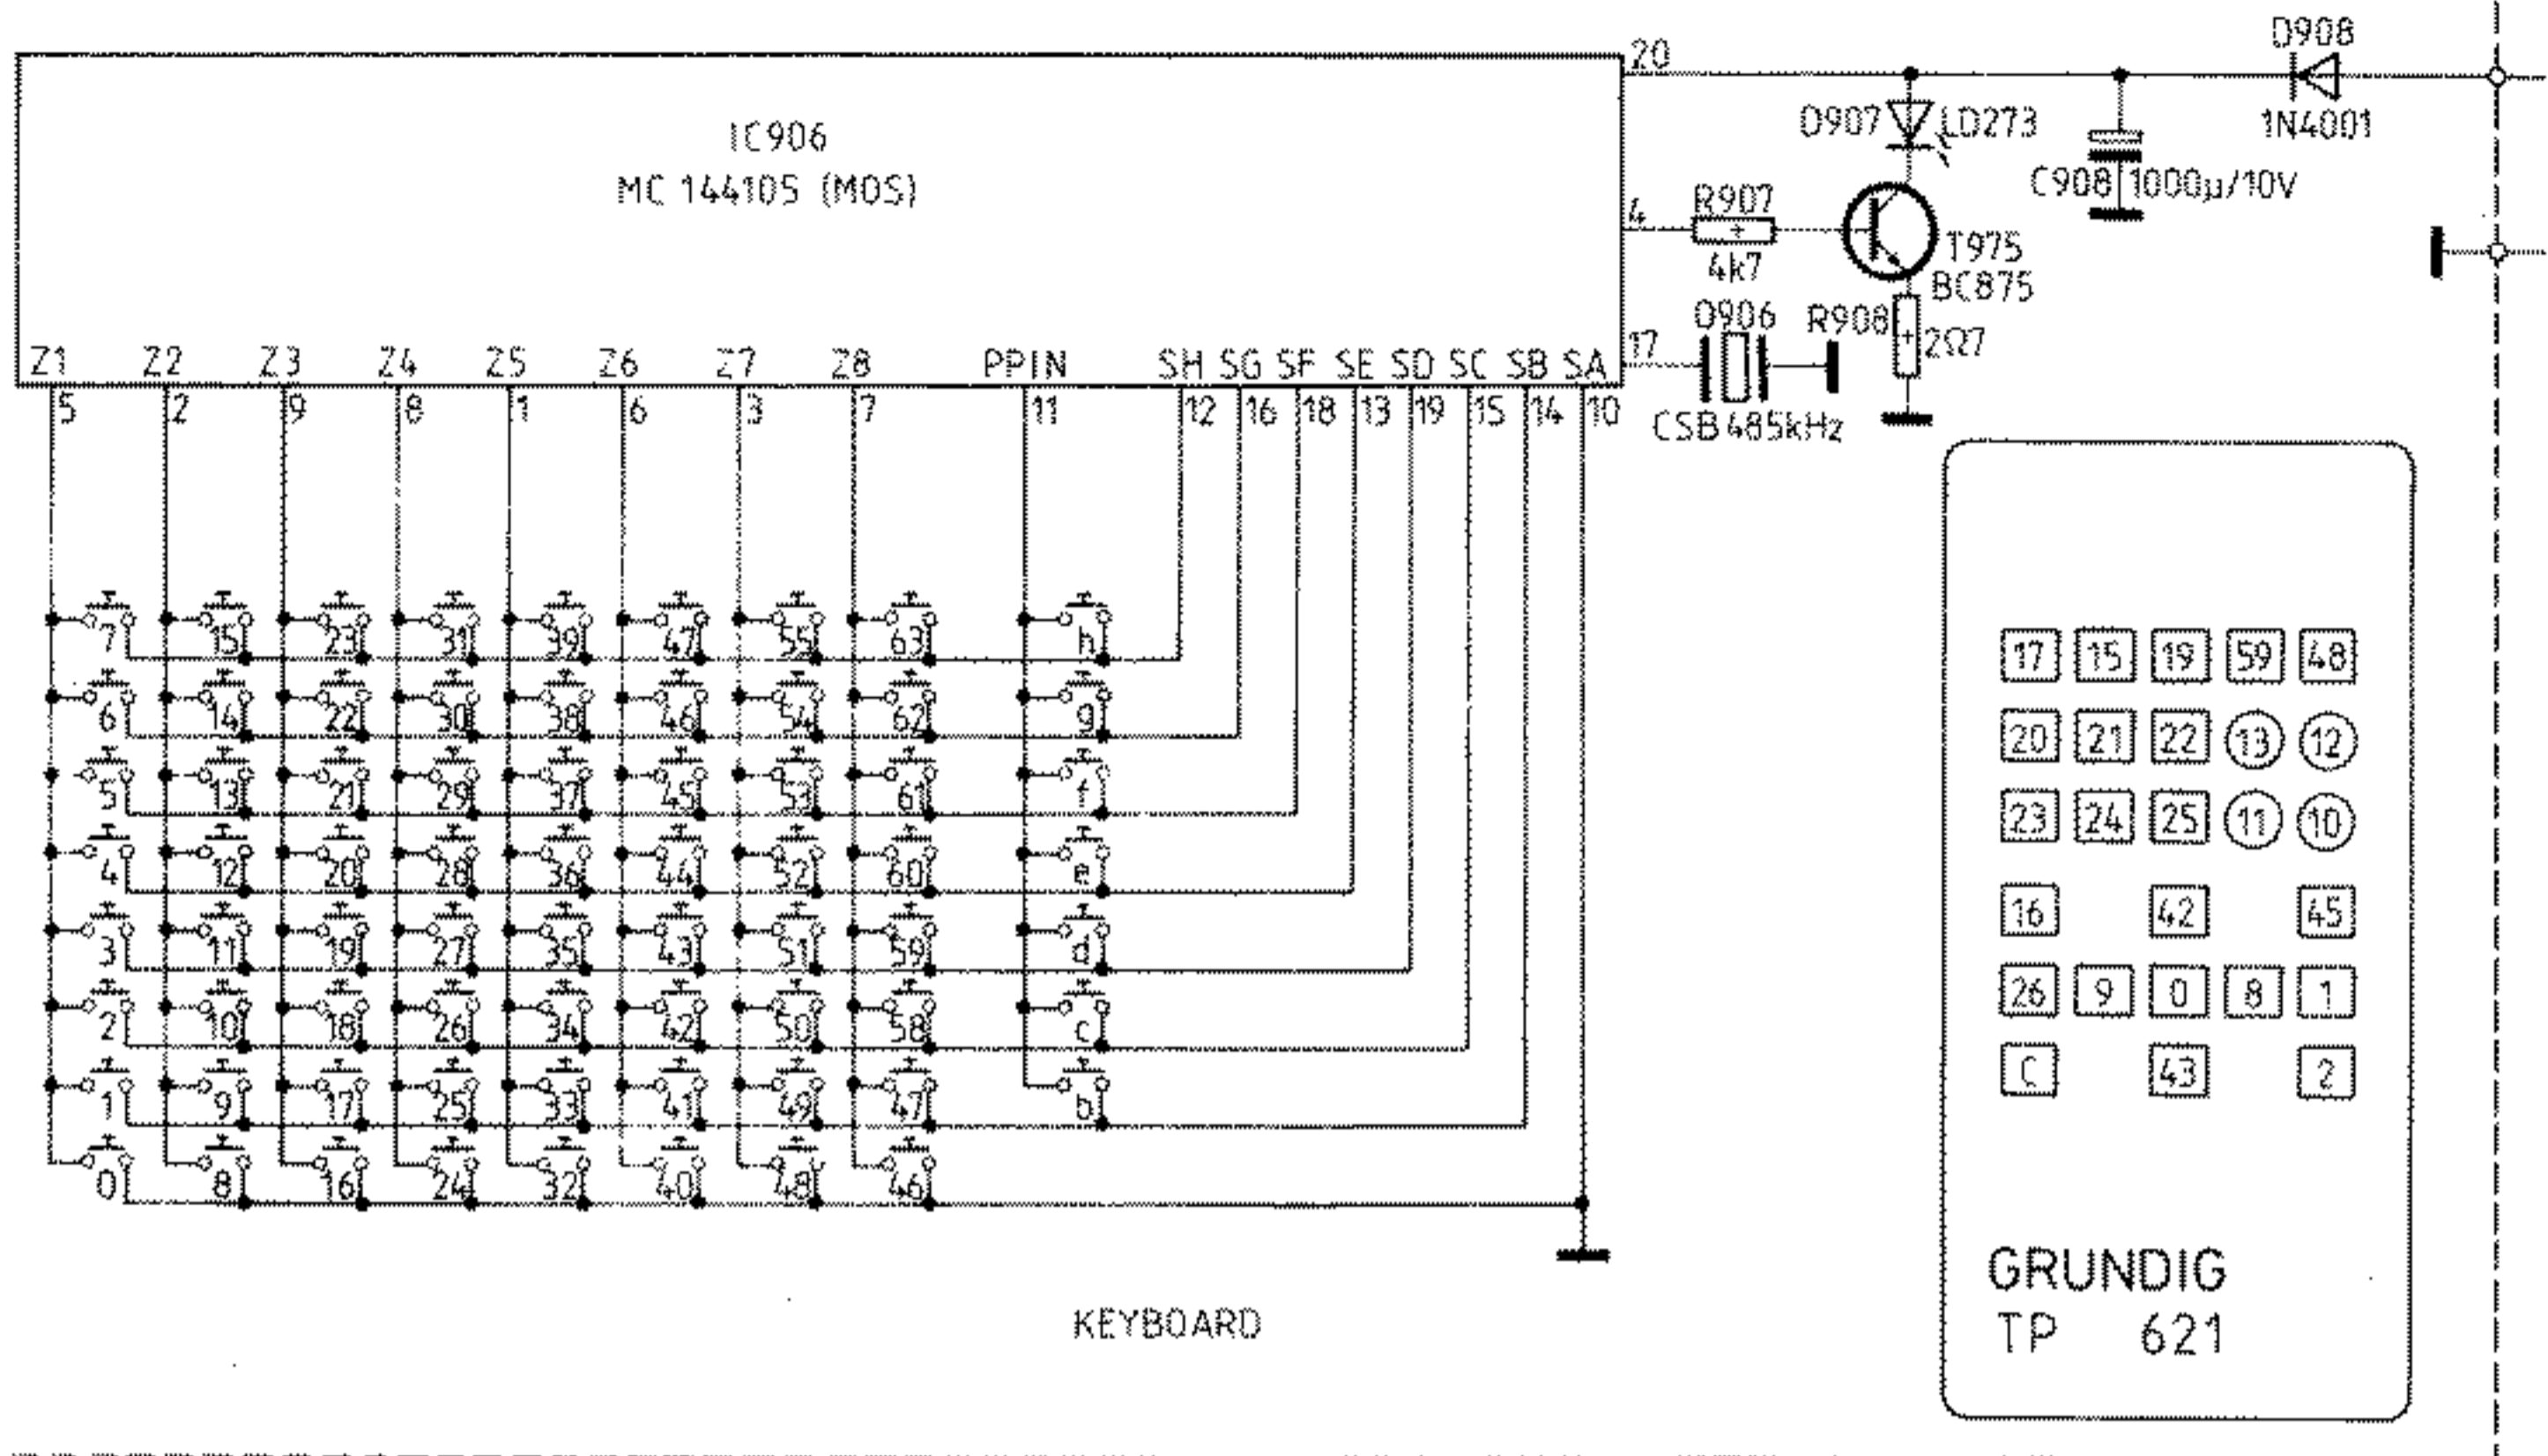 D908
20
IC906
MC 144105 (MOS)
D907
LD273
1N4001
C908 1000µ/10V
R907
4
4k7
T975
BC875
O906
R908
2Ω7
17
CSB 485kHz
Z1 Z2 Z3 Z4 Z5 Z6 Z7 Z8 PPIN SH SG SF SE SD SC SB SA
5 2 9 8 1 6 3 7 11 12 16 18 13 19 15 14 10
7 15 23 31 39 47 55 63 h
6 14 22 30 38 46 54 62 g
5 13 21 29 37 45 53 61 f
4 12 20 28 36 44 52 60 e
3 11 19 27 35 43 51 59 d
2 10 18 26 34 42 50 58 c
1 9 17 25 33 41 49 47 b
0 8 16 24 32 40 48 46
KEYBOARD
17 15 19 59 48
20 21 22 13 12
23 24 25 11 10
16 42 45
26 9 0 8 1
C 43 2
GRUNDIG
TP 621